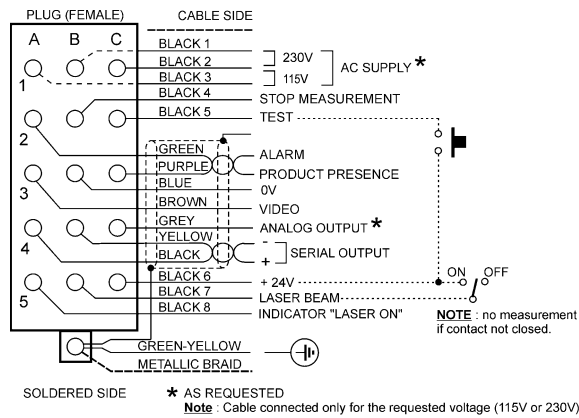 PLUG (FEMALE) CABLE SIDE
A B C
BLACK 1
BLACK 2 230V
AC SUPPLY *
1 BLACK 3 115V
BLACK 4 STOP MEASUREMENT
BLACK 5 TEST
2
GREEN ALARM
PURPLE PRODUCT PRESENCE
BLUE 0V
3
BROWN VIDEO
GREY ANALOG OUTPUT *
YELLOW -
SERIAL OUTPUT
4 BLACK +
BLACK 6 + 24V ON OFF
BLACK 7 LASER BEAM
5 BLACK 8 INDICATOR "LASER ON"
NOTE : no measurement
if contact not closed.
GREEN-YELLOW
METALLIC BRAID
SOLDERED SIDE * AS REQUESTED
Note : Cable connected only for the requested voltage (115V or 230V)